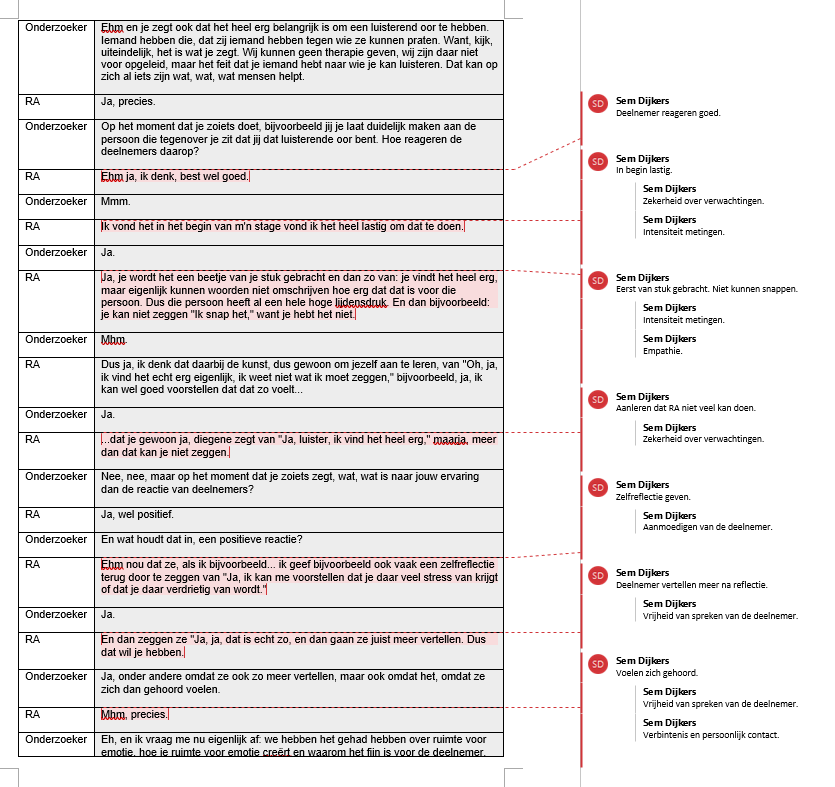 Onderzoeker
Ehm en je zegt ook dat het heel erg belangrijk is om een luisterend oor te hebben.
Iemand hebben die, dat zij iemand hebben tegen wie ze kunnen praten. Want, kijk,
uiteindelijk, het is wat je zegt. Wij kunnen geen therapie geven, wij zijn daar niet
voor opgeleid, maar het feit dat je iemand hebt naar wie je kan luisteren. Dat kan op
zich al iets zijn wat, wat, wat mensen helpt.
RA
Ja, precies.
Onderzoeker
Op het moment dat je zoiets doet, bijvoorbeeld jij je laat duidelijk maken aan de
persoon die tegenover je zit dat jij dat luisterende oor bent. Hoe reageren de
deelnemers daarop?
RA
Ehm ja, ik denk, best wel goed.
Onderzoeker
Mmm.
RA
Ik vond het in het begin van m'n stage vond ik het heel lastig om dat te doen.
Onderzoeker
Ja.
RA
Ja, je wordt het een beetje van je stuk gebracht en dan zo van: je vindt het heel erg,
maar eigenlijk kunnen woorden niet omschrijven hoe erg dat dat is voor die
persoon. Dus die persoon heeft al een hele hoge lijdensdruk. En dan bijvoorbeeld:
je kan niet zeggen "Ik snap het," want je hebt het niet.
Onderzoeker
Mhm.
RA
Dus ja, ik denk dat daarbij de kunst, dus gewoon om jezelf aan te leren, van "Oh, ja,
ik vind het echt erg eigenlijk, ik weet niet wat ik moet zeggen," bijvoorbeeld, ja, ik
kan wel goed voorstellen dat dat zo voelt...
Onderzoeker
Ja.
RA
...dat je gewoon ja, diegene zegt van "Ja, luister, ik vind het heel erg," maarja, meer
dan dat kan je niet zeggen.
Onderzoeker
Nee, nee, maar op het moment dat je zoiets zegt, wat, wat is naar jouw ervaring
dan de reactie van deelnemers?
RA
Ja, wel positief.
Onderzoeker
En wat houdt dat in, een positieve reactie?
RA
Ehm nou dat ze, als ik bijvoorbeeld... ik geef bijvoorbeeld ook vaak een zelfreflectie
terug door te zeggen van "Ja, ik kan me voorstellen dat je daar veel stress van krijgt
of dat je daar verdrietig van wordt."
Onderzoeker
Ja.
RA
En dan zeggen ze "Ja, ja, dat is echt zo, en dan gaan ze juist meer vertellen. Dus
dat wil je hebben.
Onderzoeker
Ja, onder andere omdat ze ook zo meer vertellen, maar ook omdat het, omdat ze
zich dan gehoord voelen.
RA
Mhm, precies.
Onderzoeker
Eh, en ik vraag me nu eigenlijk af: we hebben het gehad hebben over ruimte voor
emotie, hoe je ruimte voor emotie creërt en waarom het fijn is voor de deelnemer.
SD
Sem Dijkers
Deelnemer reageren goed.
SD
Sem Dijkers
In begin lastig.
Sem Dijkers
Zekerheid over verwachtingen.
Sem Dijkers
Intensiteit metingen.
SD
Sem Dijkers
Eerst van stuk gebracht. Niet kunnen snappen.
Sem Dijkers
Intensiteit metingen.
Sem Dijkers
Empathie.
SD
Sem Dijkers
Aanleren dat RA niet veel kan doen.
Sem Dijkers
Zekerheid over verwachtingen.
SD
Sem Dijkers
Zelfreflectie geven.
Sem Dijkers
Aanmoedigen van de deelnemer.
SD
Sem Dijkers
Deelnemer vertellen meer na reflectie.
Sem Dijkers
Vrijheid van spreken van de deelnemer.
SD
Sem Dijkers
Voelen zich gehoord.
Sem Dijkers
Vrijheid van spreken van de deelnemer.
Sem Dijkers
Verbintenis en persoonlijk contact.